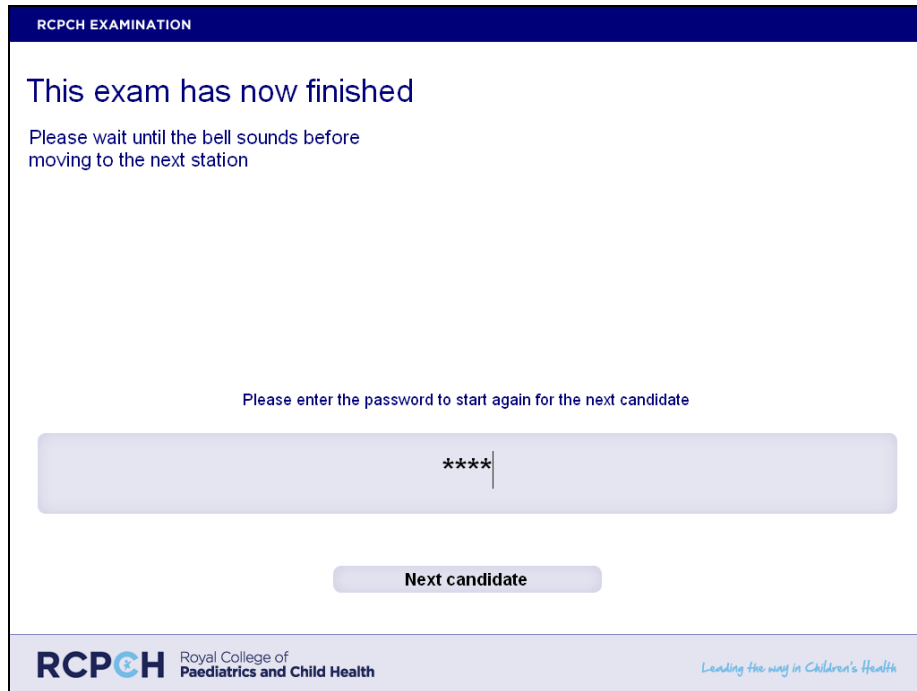 RCPCH EXAMINATION
This exam has now finished
Please wait until the bell sounds before
moving to the next station
Please enter the password to start again for the next candidate
****
Next candidate
RCPCH
Royal College of
Paediatrics and Child Health
Leading the way in Children's Health